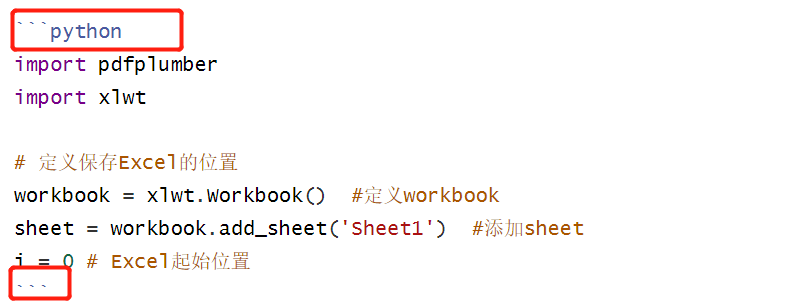 ```python
import pdfplumber
import xlwt
# 定义保存Excel的位置
workbook = xlwt.Workbook()  #定义workbook
sheet = workbook.add_sheet('Sheet1')  #添加sheet
i = 0 # Excel起始位置
```